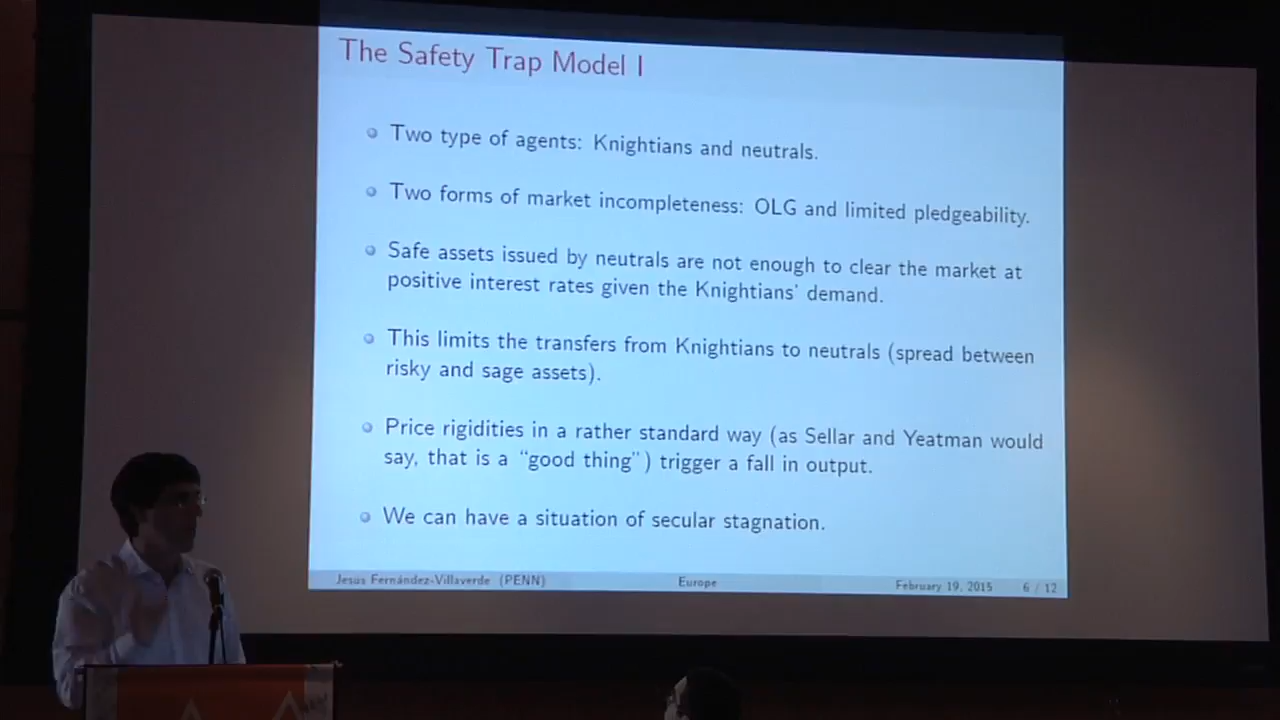 The Safety Trap Model I
Two type of agents: Knightians and neutrals.
Two forms of market incompleteness: OLG and limited pledgeability.
Safe assets issued by neutrals are not enough to clear the market at
positive interest rates given the Knightians' demand.
This limits the transfers from Knightians to neutrals (spread between
risky and sage assets).
Price rigidities in a rather standard way (as Sellar and Yeatman would
say, that is a "good thing") trigger a fall in output.
We can have a situation of secular stagnation.
Jesús Fernández-Villaverde (PENN) Europe February 19, 2015 6 / 12